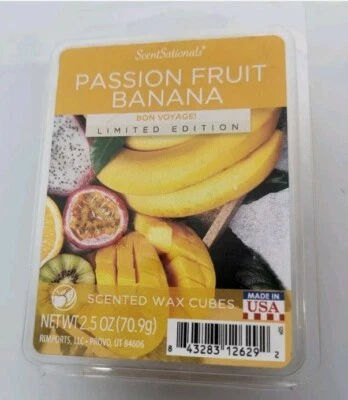 ScentSationals®
PASSION FRUIT
BANANA
BON VOYAGE!
LIMITED EDITION
SCENTED WAX CUBES
MADE IN
USA
NET WT 2.5 OZ (70.9g)
RIMPORTS, LLC • PROVO, UT 84606
8 43283 12629 2